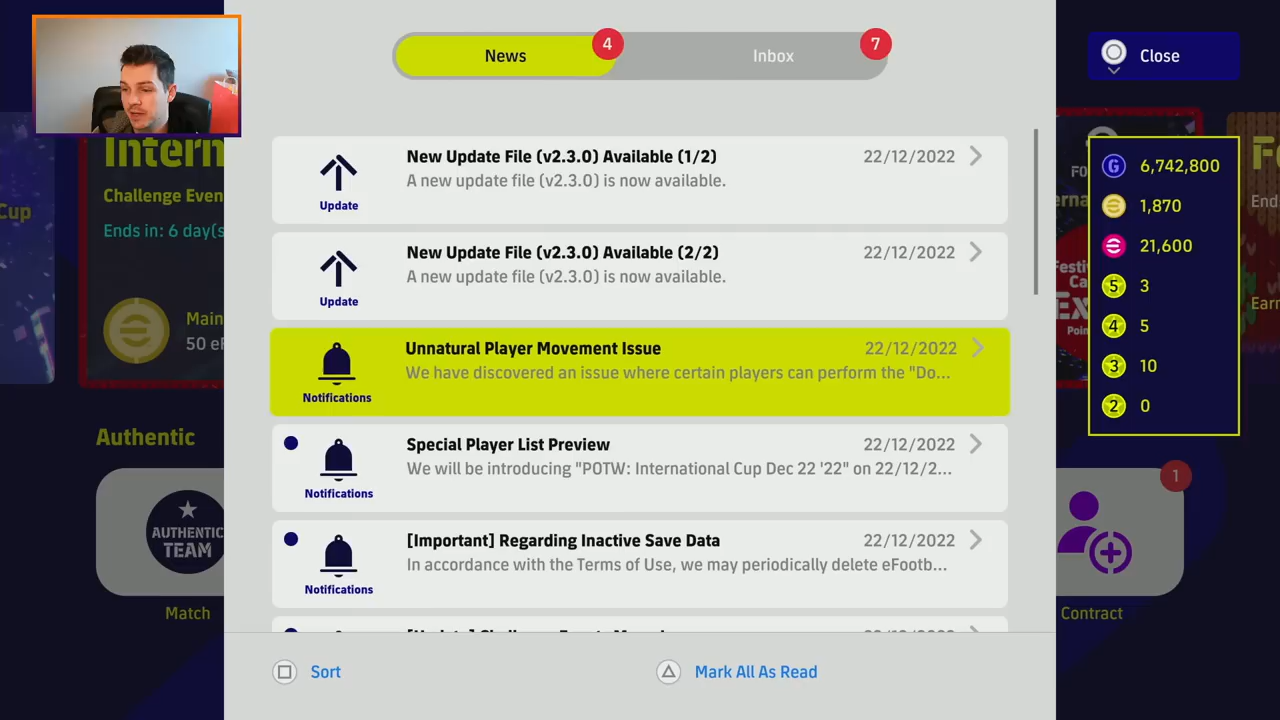 News
4
Inbox
7
Close
Intern
Challenge Even
Ends in: 6 day(s
Main
50 eF
Cup
Authentic
AUTHENTIC
TEAM
Match
New Update File (v2.3.0) Available (1/2)
22/12/2022
A new update file (v2.3.0) is now available.
Update
New Update File (v2.3.0) Available (2/2)
22/12/2022
A new update file (v2.3.0) is now available.
Update
Unnatural Player Movement Issue
22/12/2022
We have discovered an issue where certain players can perform the "Do...
Notifications
Special Player List Preview
22/12/2022
We will be introducing "POTW: International Cup Dec 22 '22" on 22/12/2...
Notifications
[Important] Regarding Inactive Save Data
22/12/2022
In accordance with the Terms of Use, we may periodically delete eFootb...
Notifications
Sort
Mark All As Read
G 6,742,800
1,870
21,600
5 3
4 5
3 10
2 0
1
Contract